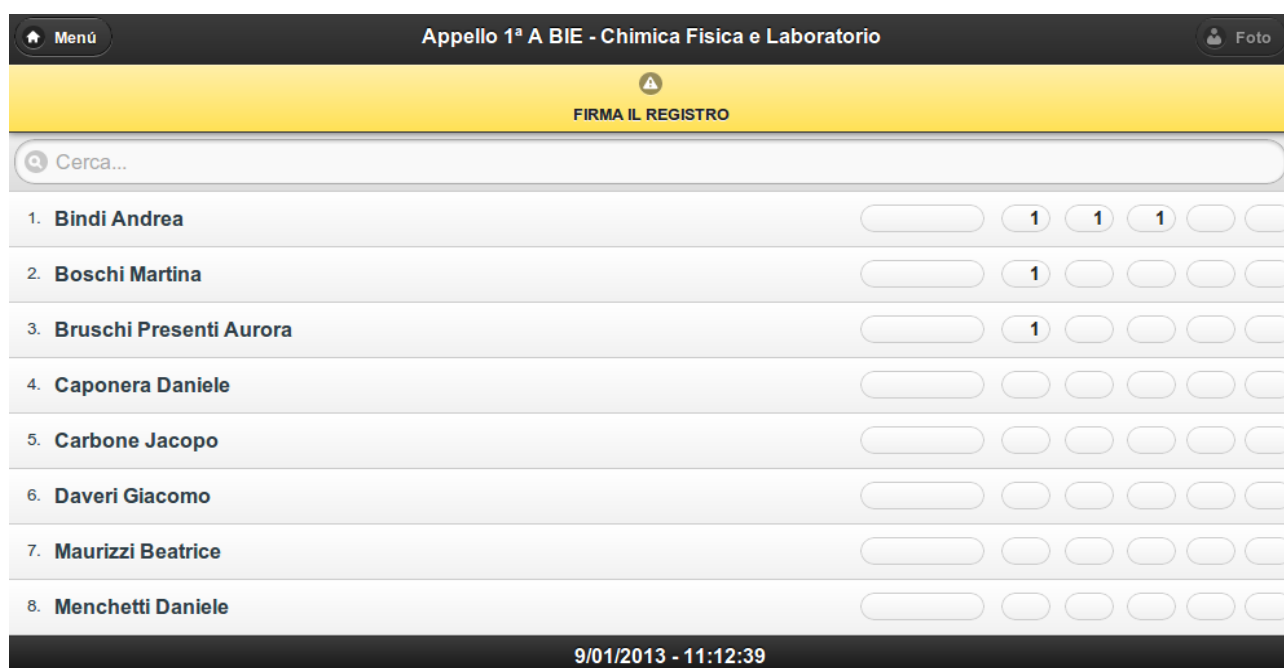 Menú Appello 1ª A BIE - Chimica Fisica e Laboratorio Foto
FIRMA IL REGISTRO
Cerca...
1. Bindi Andrea 1 1 1
2. Boschi Martina 1
3. Bruschi Presenti Aurora 1
4. Caponera Daniele
5. Carbone Jacopo
6. Daveri Giacomo
7. Maurizzi Beatrice
8. Menchetti Daniele
9/01/2013 - 11:12:39